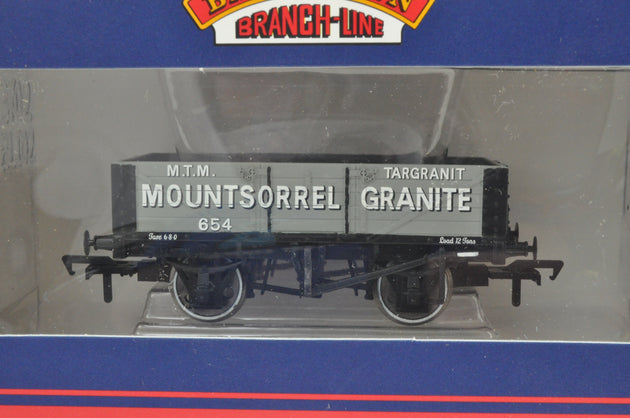 BRANCH-LINE
M.T.M. TARGRANIT
MOUNTSORREL GRANITE
654
Tare 6-8-0 Load 12 Tons